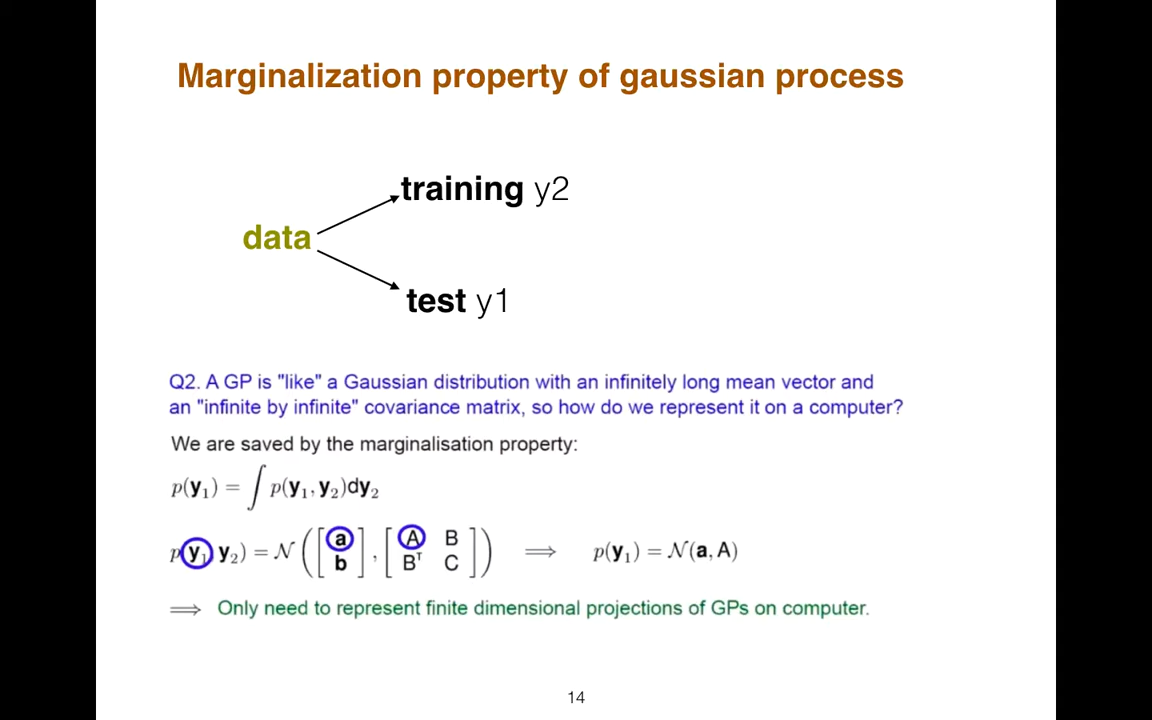 Marginalization property of gaussian process
training y2
data
test y1
Q2. A GP is "like" a Gaussian distribution with an infinitely long mean vector and
an "infinite by infinite" covariance matrix, so how do we represent it on a computer?
We are saved by the marginalisation property:
p(y₁) = ∫ p(y₁, y₂)dy₂
p(y₁, y₂) = 𝒩([a b], [A B Bᵀ C]) ⟹ p(y₁) = 𝒩(a, A)
⟹ Only need to represent finite dimensional projections of GPs on computer.
14